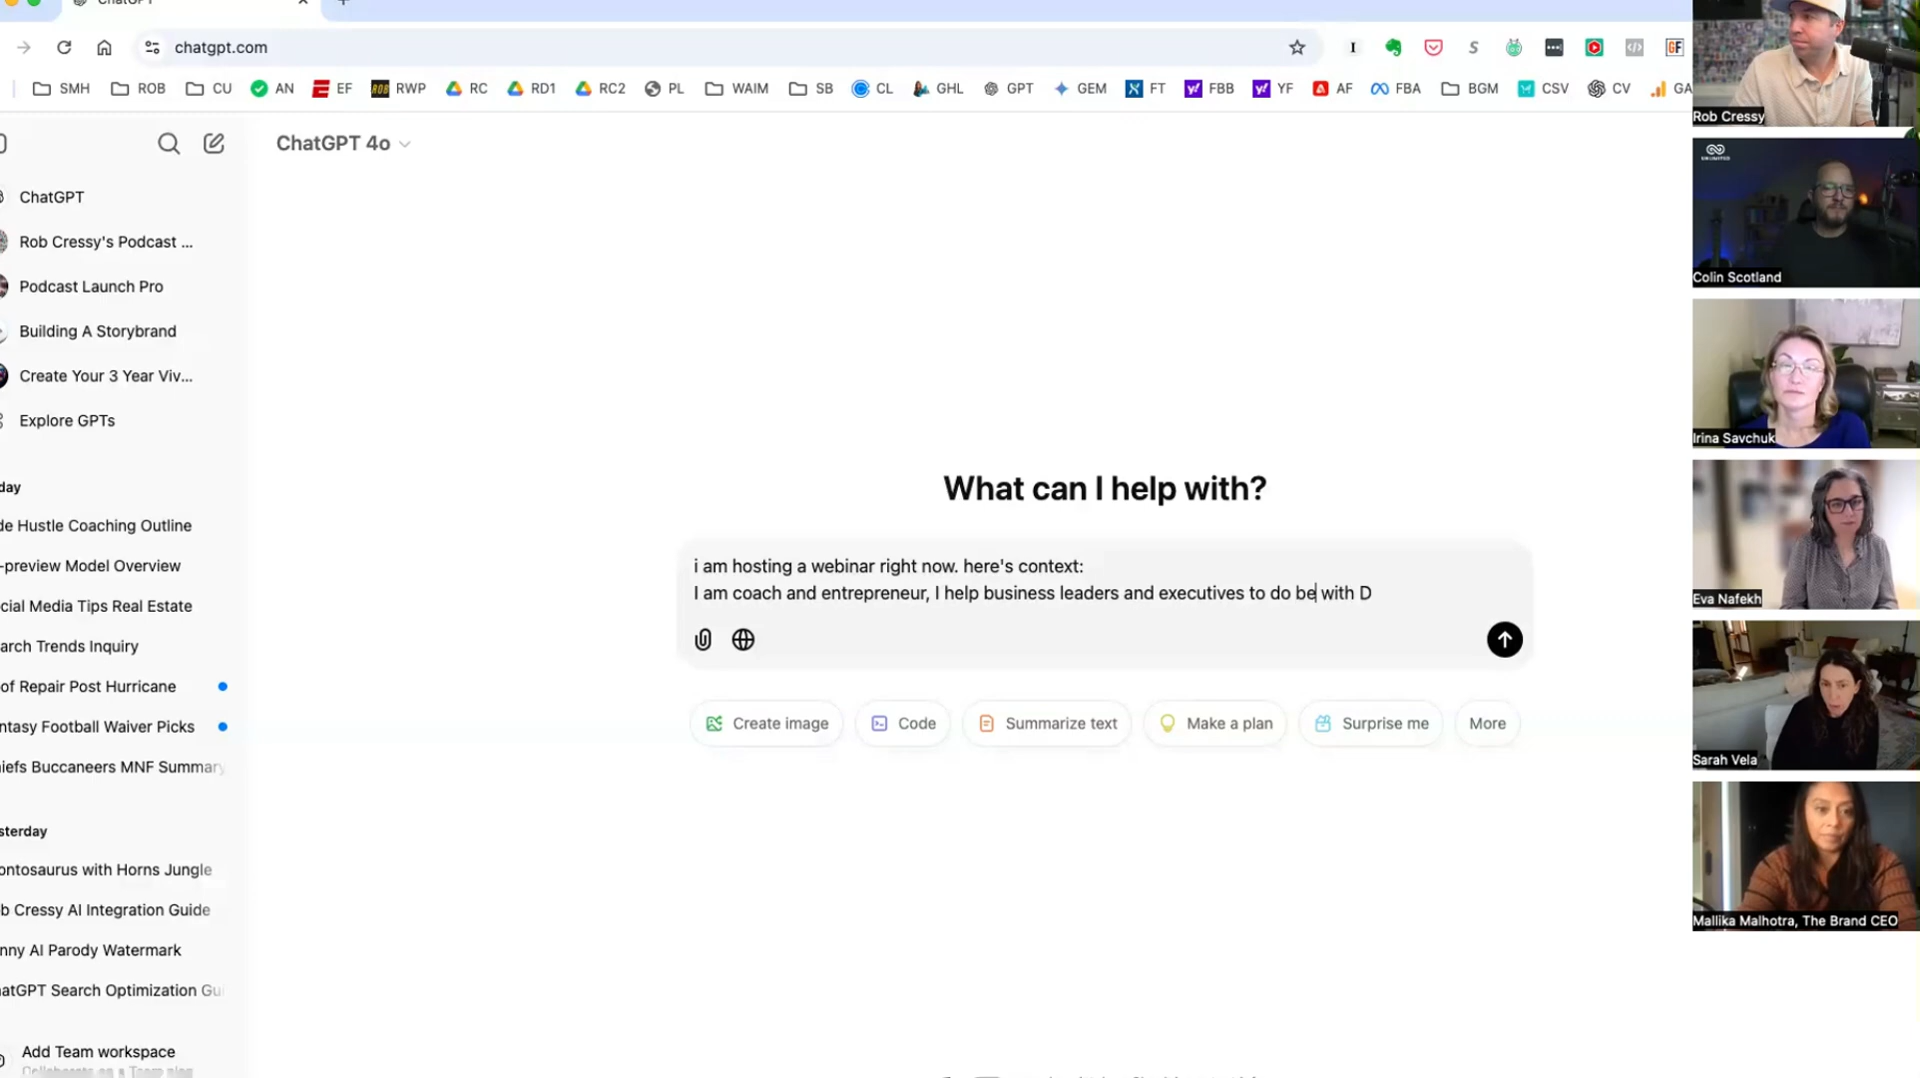 ChatGPT
chatgpt.com
SMH ROB CU AN EF RWP RC RD1 RC2 PL WAIM SB CL GHL GPT GEM FT FBB YF AF FBA BGM CSV CV GA
ChatGPT 4o
ChatGPT
Rob Cressy's Podcast ...
Podcast Launch Pro
Building A Storybrand
Create Your 3 Year Viv...
Explore GPTs
day
de Hustle Coaching Outline
-preview Model Overview
cial Media Tips Real Estate
arch Trends Inquiry
of Repair Post Hurricane
ntasy Football Waiver Picks
iefs Buccaneers MNF Summary
sterday
ontosaurus with Horns Jungle
b Cressy AI Integration Guide
nny AI Parody Watermark
atGPT Search Optimization Gu
Add Team workspace
What can I help with?
i am hosting a webinar right now. here's context:
I am coach and entrepreneur, I help business leaders and executives to do be with D
Create image
Code
Summarize text
Make a plan
Surprise me
More
Rob Cressy
UNLIMITED
Colin Scotland
Irina Savchuk
Eva Nafekh
Sarah Vela
Mallika Malhotra, The Brand CEO